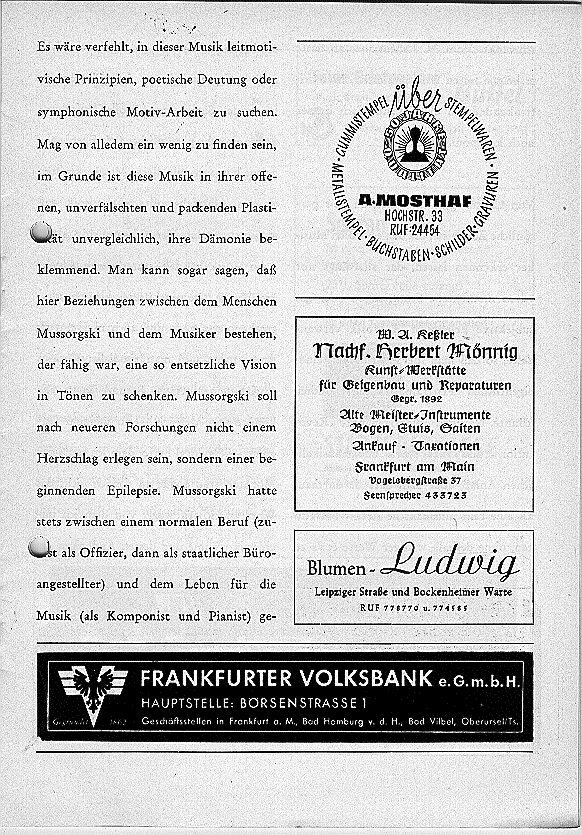 Es wäre verfehlt, in dieser Musik leitmoti-
vische Prinzipien, poetische Deutung oder
symphonische Motiv-Arbeit zu suchen.
Mag von alledem ein wenig zu finden sein,
im Grunde ist diese Musik in ihrer offe-
nen, unverfälschten und packenden Plasti-
tät unvergleichlich, ihre Dämonie be-
klemmend. Man kann sogar sagen, daß
hier Beziehungen zwischen dem Menschen
Mussorgski und dem Musiker bestehen,
der fähig war, eine so entsetzliche Vision
in Tönen zu schenken. Mussorgski soll
nach neueren Forschungen nicht einem
Herzschlag erlegen sein, sondern einer be-
ginnenden Epilepsie. Mussorgski hatte
stets zwischen einem normalen Beruf (zu-
als Offizier, dann als staatlicher Büro-
angestellter) und dem Leben für die
Musik (als Komponist und Pianist) ge-
über
GUMMISTEMPEL STEMPELWAREN
METALLSTEMPEL · BUCHSTABEN · SCHILDER · GRAVUREN
A. MOSTHAF
HOCHSTR. 33
RUF: 24454
W. A. Keßler
Nachf. Herbert Mönnig
Kunst-Werkstätte
für Geigenbau und Reparaturen
Gegr. 1892
Alte Meister-Instrumente
Bogen, Etuis, Saiten
Ankauf - Taxationen
Frankfurt am Main
Vogelsbergstraße 37
Fernsprecher 433723
Blumen - Ludwig
Leipziger Straße und Bockenheimer Warte
RUF 778770 u. 774585
FRANKFURTER VOLKSBANK e.G.m.b.H.
HAUPTSTELLE: BÖRSENSTRASSE 1
Gegründet 1862
Geschäftsstellen in Frankfurt a. M., Bad Homburg v. d. H., Bad Vilbel, Oberursel/Ts.